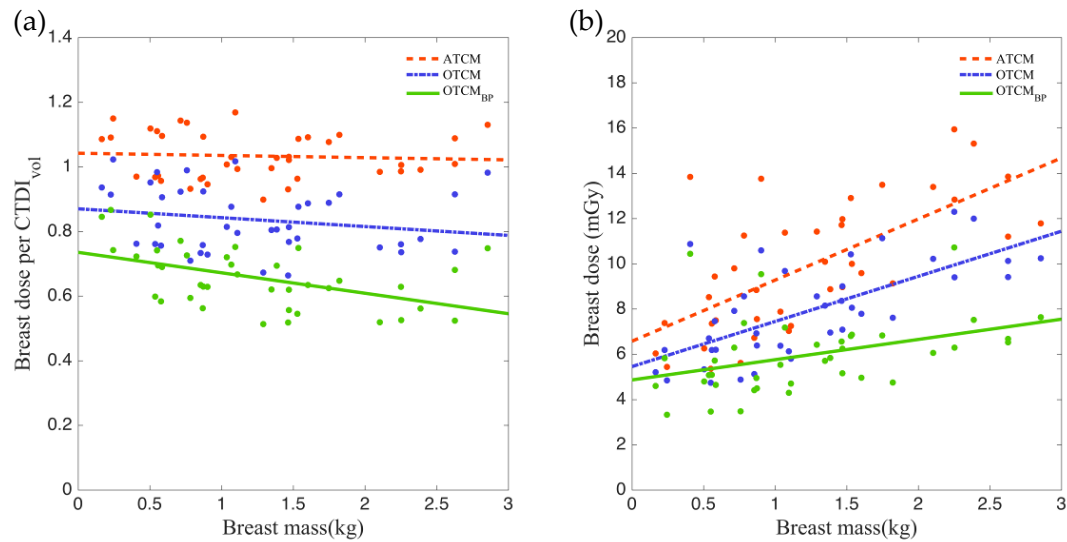 (a)
1.4
1.2
1
0.8
0.6
0.4
0.2
0
0 0.5 1 1.5 2 2.5 3
Breast dose per CTDIvol
Breast mass(kg)
ATCM
OTCM
OTCMBP
(b)
20
18
16
14
12
10
8
6
4
2
0
0 0.5 1 1.5 2 2.5 3
Breast dose (mGy)
Breast mass(kg)
ATCM
OTCM
OTCMBP